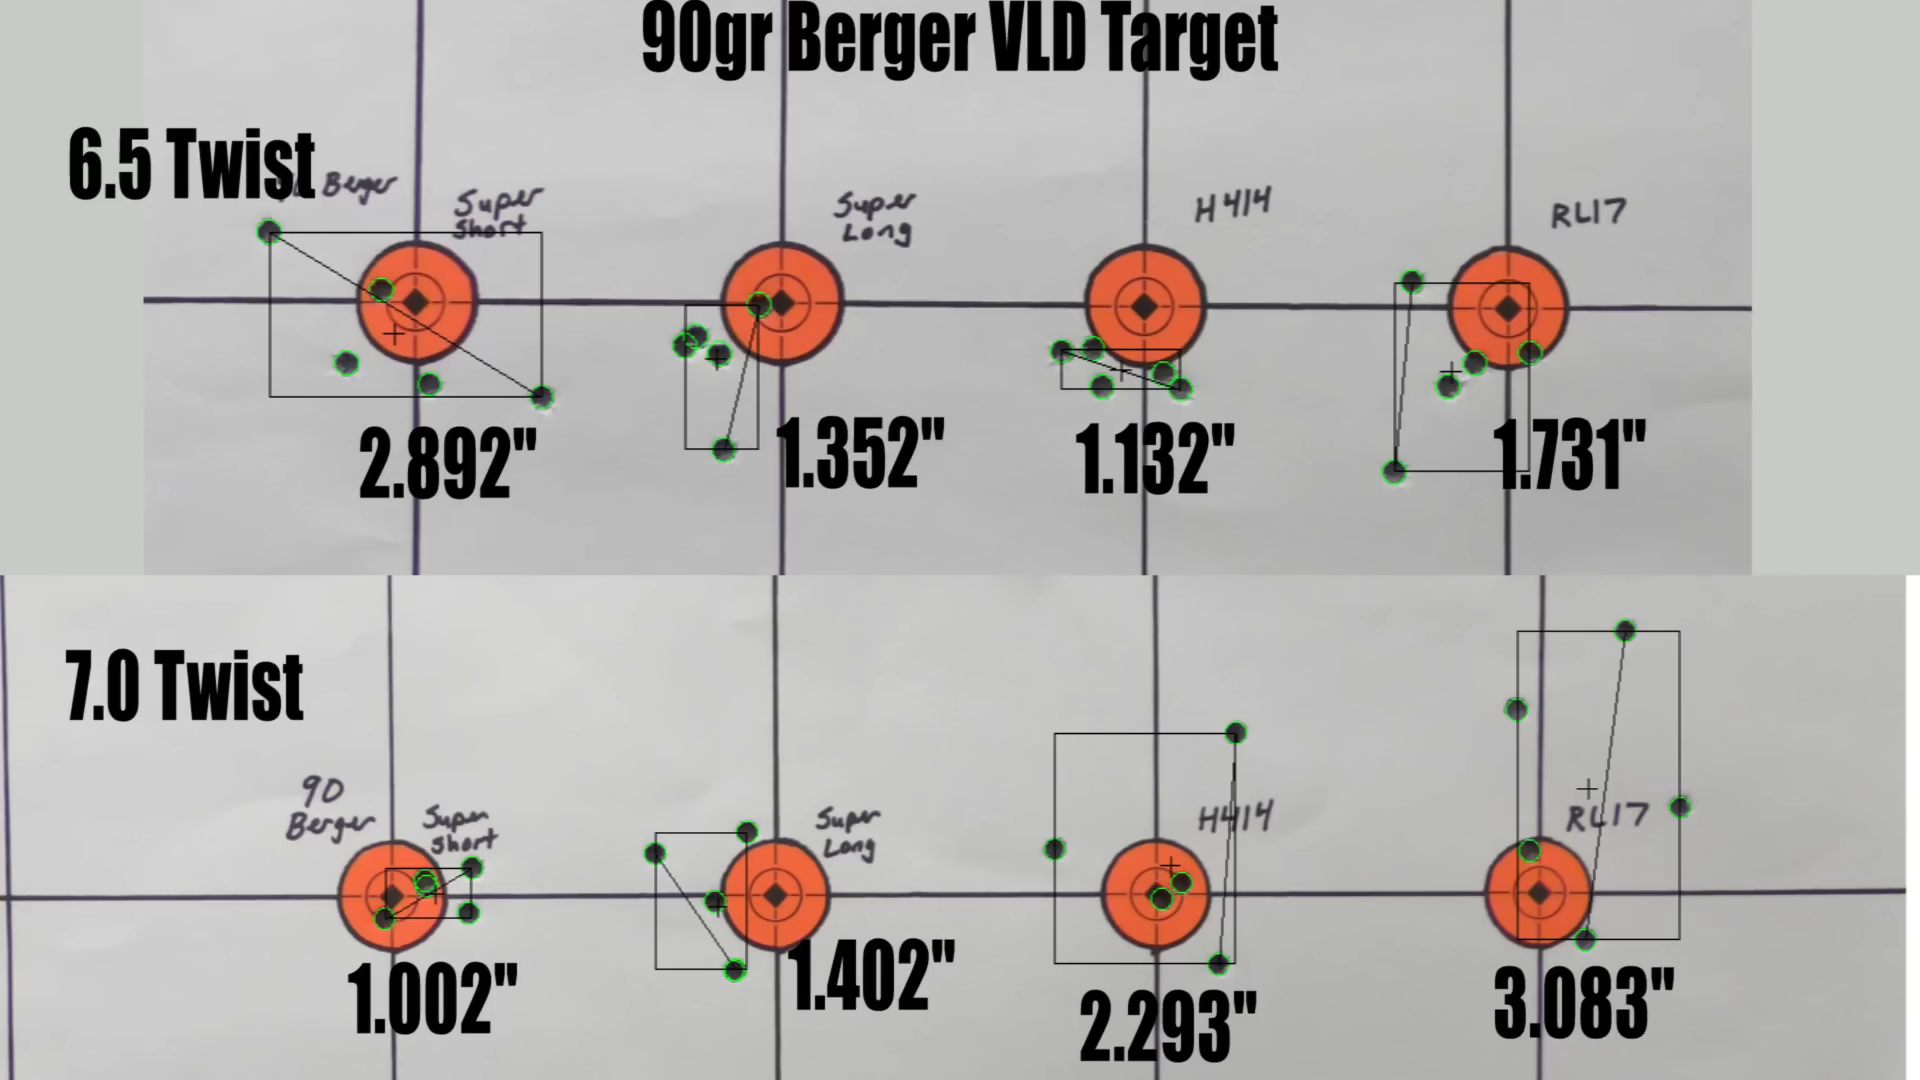 90gr Berger VLD Target
6.5 Twist
Berger
Super
Short
Super
Long
H414
RL17
2.892"
1.352"
1.132"
1.731"
7.0 Twist
90
Berger
Super
Short
Super
Long
H414
RL17
1.002"
1.402"
2.293"
3.083"